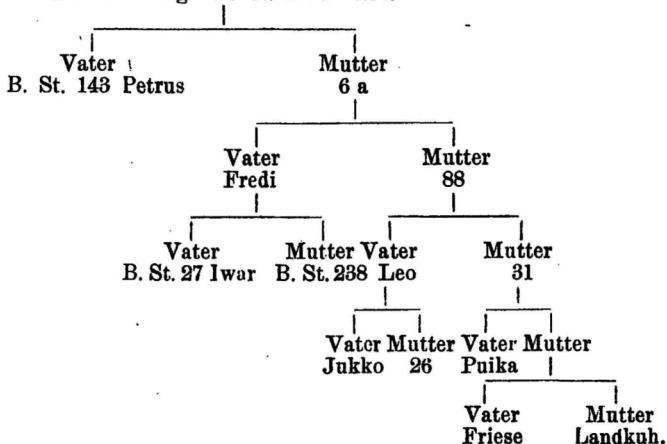 Vater Mutter
B. St. 143 Petrus 6 a
Vater Mutter
Fredi 88
Vater Mutter Vater Mutter
B. St. 27 Iwar B. St. 238 Leo 31
Vater Mutter Vater Mutter
Jukko 26 Puika
Vater Mutter
Friese Landkuh.